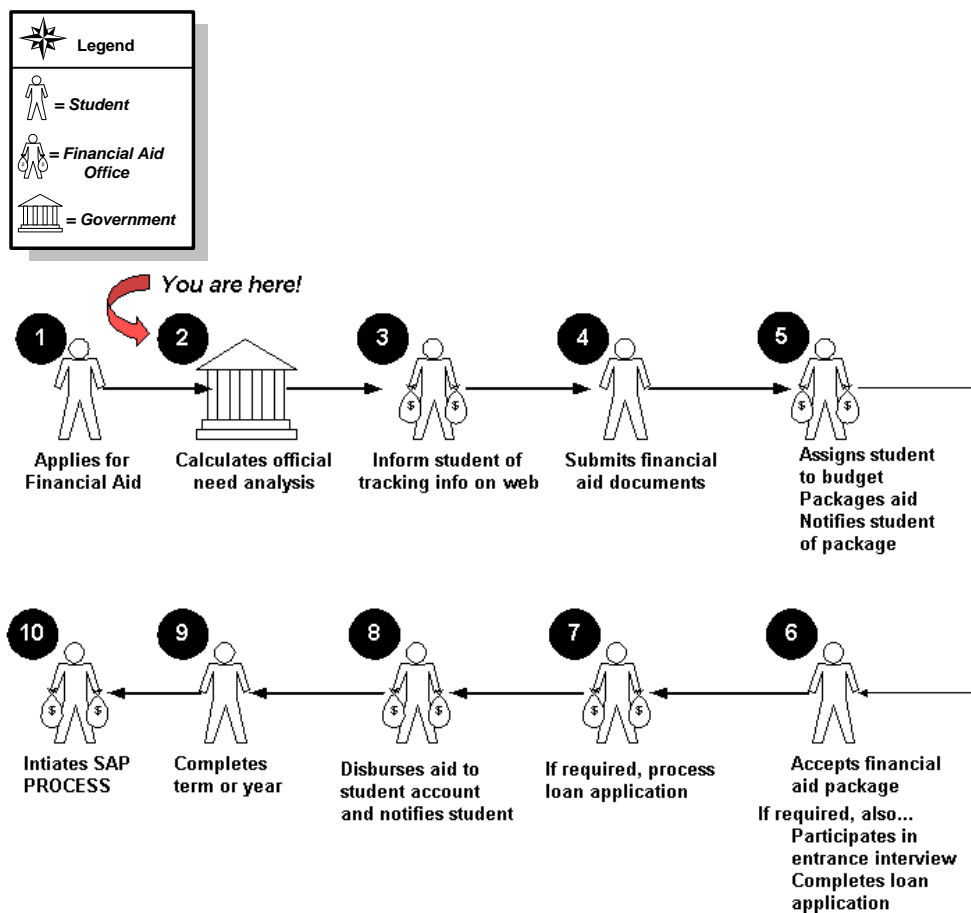 Legend
= Student
= Financial Aid
Office
= Government
You are here!
1
2
3
4
5
Applies for
Financial Aid
Calculates official
need analysis
Inform student of
tracking info on web
Submits financial
aid documents
Assigns student
to budget
Packages aid
Notifies student
of package
$ $
$ $
10
9
8
7
6
$ $
$ $
$ $
Intiates SAP
PROCESS
Completes
term or year
Disburses aid to
student account
and notifies student
If required, process
loan application
Accepts financial
aid package
If required, also...
Participates in
entrance interview
Completes loan
application